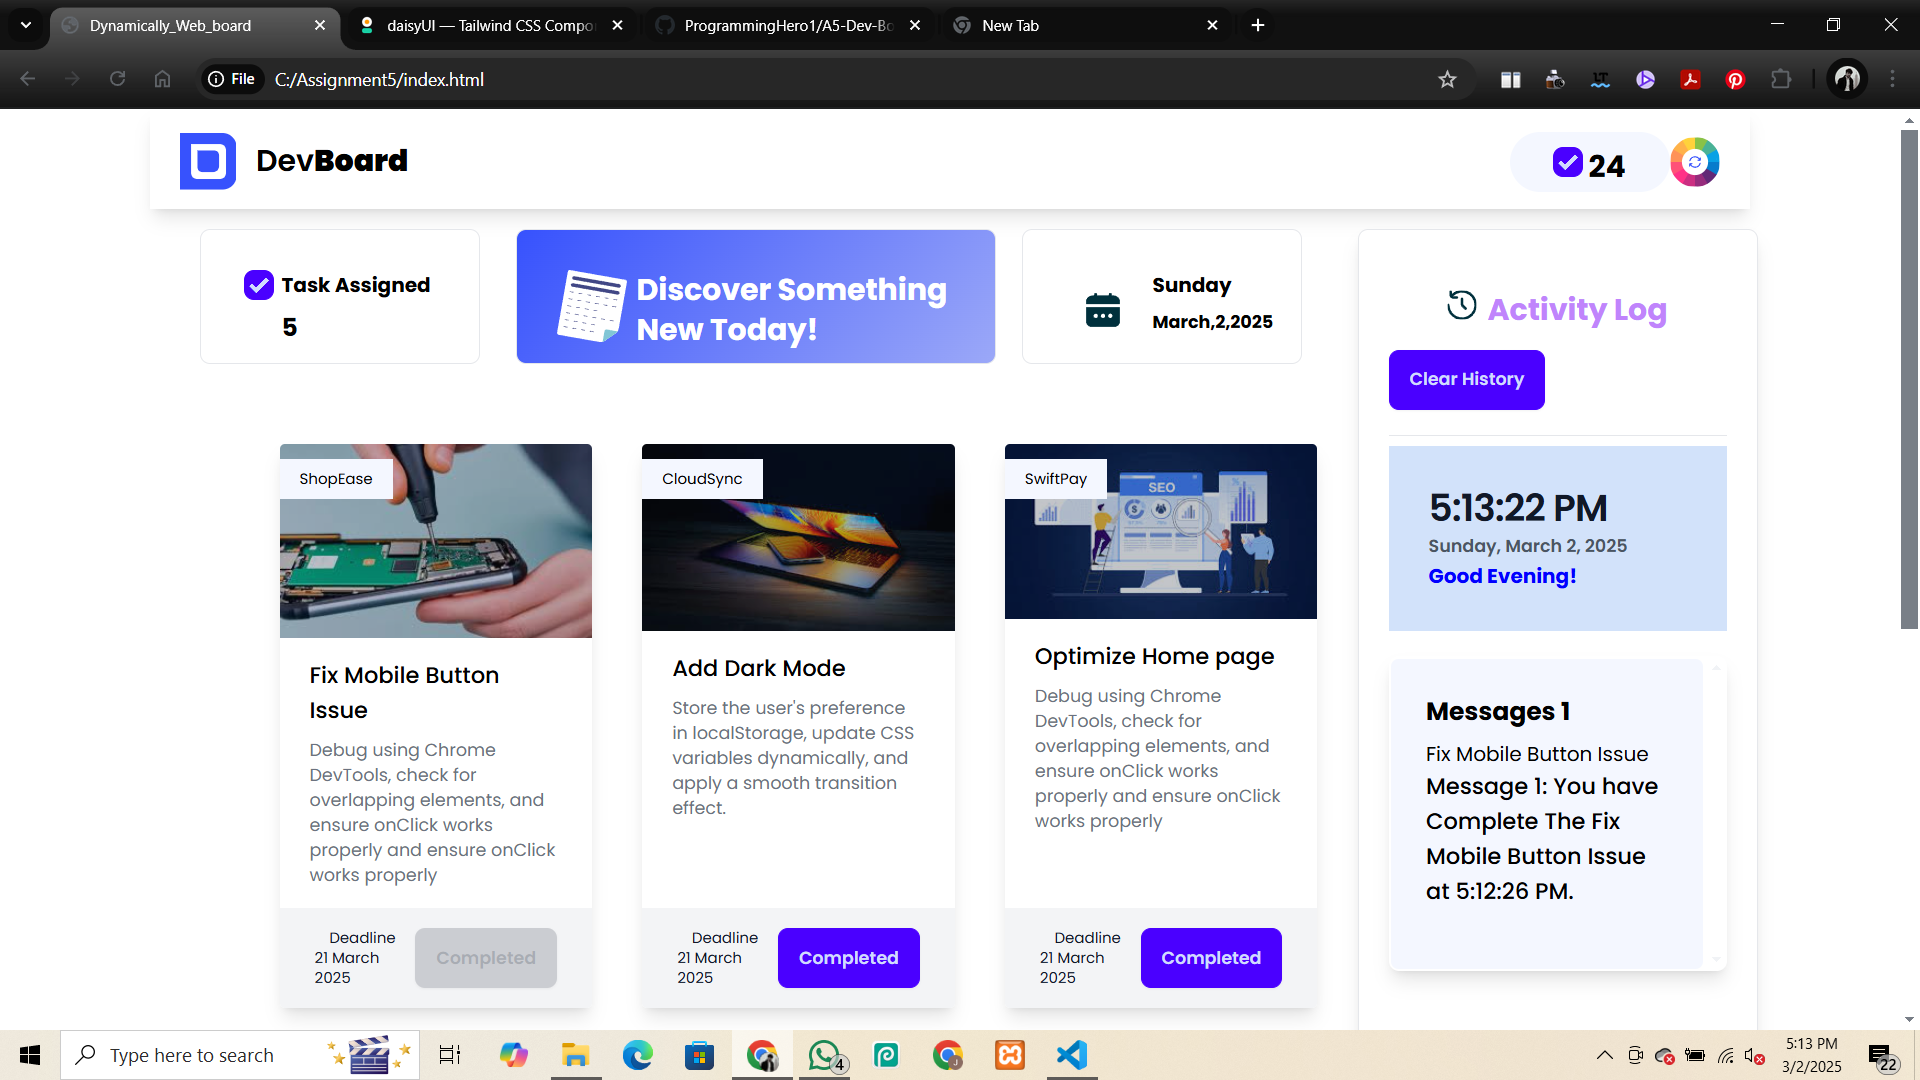 Dynamically_Web_board
daisyUI — Tailwind CSS Compo
ProgrammingHero1/A5-Dev-Bo
New Tab
File
C:/Assignment5/index.html
DevBoard
24
Task Assigned
5
Discover Something
New Today!
Sunday
March,2,2025
Activity Log
Clear History
5:13:22 PM
Sunday, March 2, 2025
Good Evening!
Messages 1
Fix Mobile Button Issue
Message 1: You have
Complete The Fix
Mobile Button Issue
at 5:12:26 PM.
ShopEase
Fix Mobile Button
Issue
Debug using Chrome
DevTools, check for
overlapping elements, and
ensure onClick works
properly and ensure onClick
works properly
Deadline
21 March
2025
Completed
CloudSync
Add Dark Mode
Store the user's preference
in localStorage, update CSS
variables dynamically, and
apply a smooth transition
effect.
Deadline
21 March
2025
Completed
SwiftPay
SEO
Optimize Home page
Debug using Chrome
DevTools, check for
overlapping elements, and
ensure onClick works
properly and ensure onClick
works properly
Deadline
21 March
2025
Completed
Type here to search
4
5:13 PM
3/2/2025
22